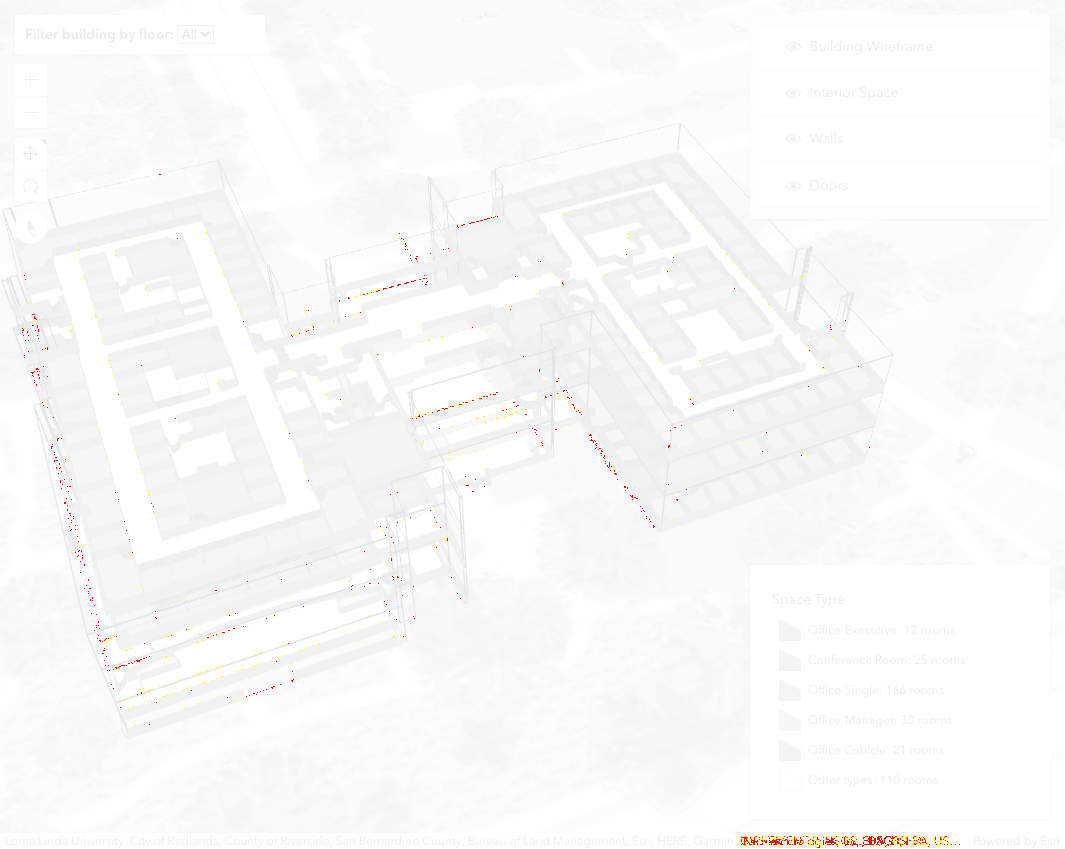 Cafe
Filter building by floor: All
Building Wireframe
Interior Space
Walls
Doors
Space Type
Office-Executive: 12 rooms
Conference Room: 25 rooms
Office-Single: 166 rooms
Office-Manager: 30 rooms
Office Cubicle: 21 rooms
Other types: 110 rooms
Loma Linda University, City of Redlands, County of Riverside, San Bernardino County, Bureau of Land Management, Esri, HERE, Garmin US... Powered by Esri